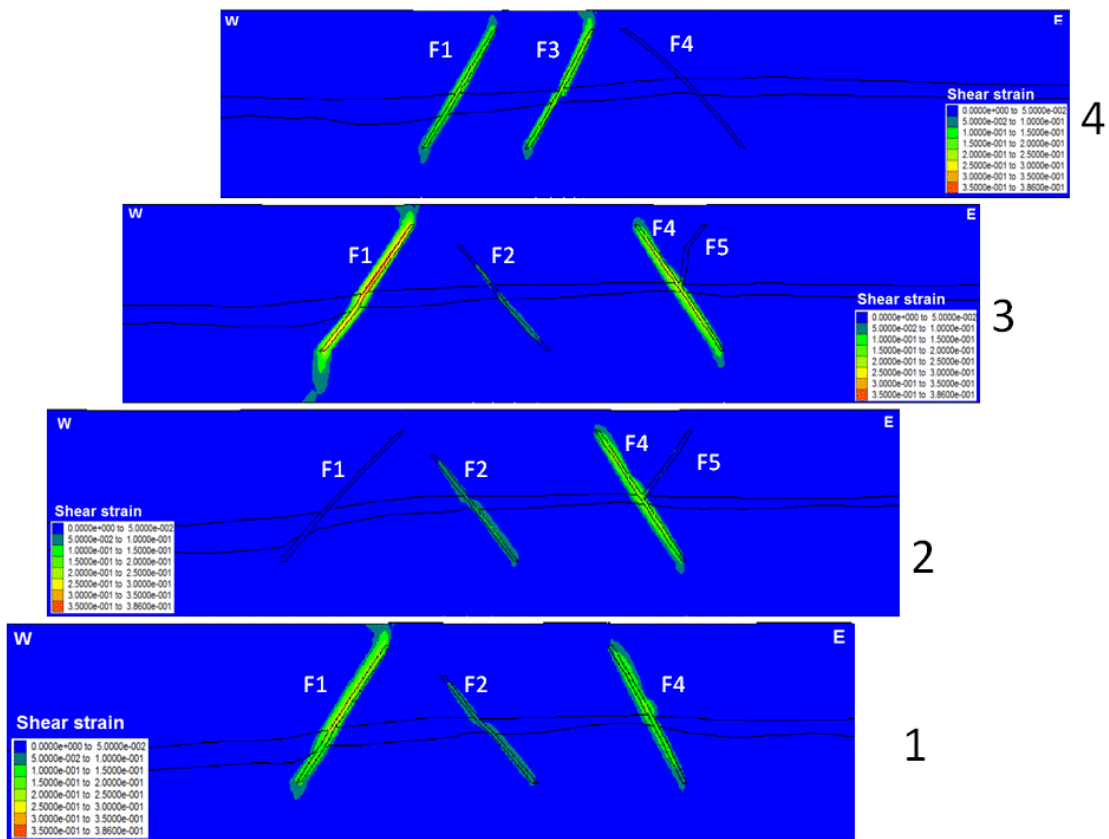 W E
F1 F3 F4
Shear strain
0.0000e+000 to 5.0000e-002
5.0000e-002 to 1.0000e-001
1.0000e-001 to 1.5000e-001
1.5000e-001 to 2.0000e-001
2.0000e-001 to 2.5000e-001
2.5000e-001 to 3.0000e-001
3.0000e-001 to 3.5000e-001
3.5000e-001 to 3.8600e-001
4
W E
F1 F2 F4 F5
Shear strain
0.0000e+000 to 5.0000e-002
5.0000e-002 to 1.0000e-001
1.0000e-001 to 1.5000e-001
1.5000e-001 to 2.0000e-001
2.0000e-001 to 2.5000e-001
2.5000e-001 to 3.0000e-001
3.0000e-001 to 3.5000e-001
3.5000e-001 to 3.8600e-001
3
W E
F1 F2 F4 F5
Shear strain
0.0000e+000 to 5.0000e-002
5.0000e-002 to 1.0000e-001
1.0000e-001 to 1.5000e-001
1.5000e-001 to 2.0000e-001
2.0000e-001 to 2.5000e-001
2.5000e-001 to 3.0000e-001
3.0000e-001 to 3.5000e-001
3.5000e-001 to 3.8600e-001
2
W E
F1 F2 F4
Shear strain
0.0000e+000 to 5.0000e-002
5.0000e-002 to 1.0000e-001
1.0000e-001 to 1.5000e-001
1.5000e-001 to 2.0000e-001
2.0000e-001 to 2.5000e-001
2.5000e-001 to 3.0000e-001
3.0000e-001 to 3.5000e-001
3.5000e-001 to 3.8600e-001
1